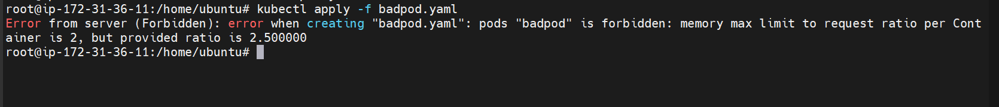 root@ip-172-31-36-11:/home/ubuntu# kubectl apply -f badpod.yaml
Error from server (Forbidden): error when creating "badpod.yaml": pods "badpod" is forbidden: memory max limit to request ratio per Cont
ainer is 2, but provided ratio is 2.500000
root@ip-172-31-36-11:/home/ubuntu#